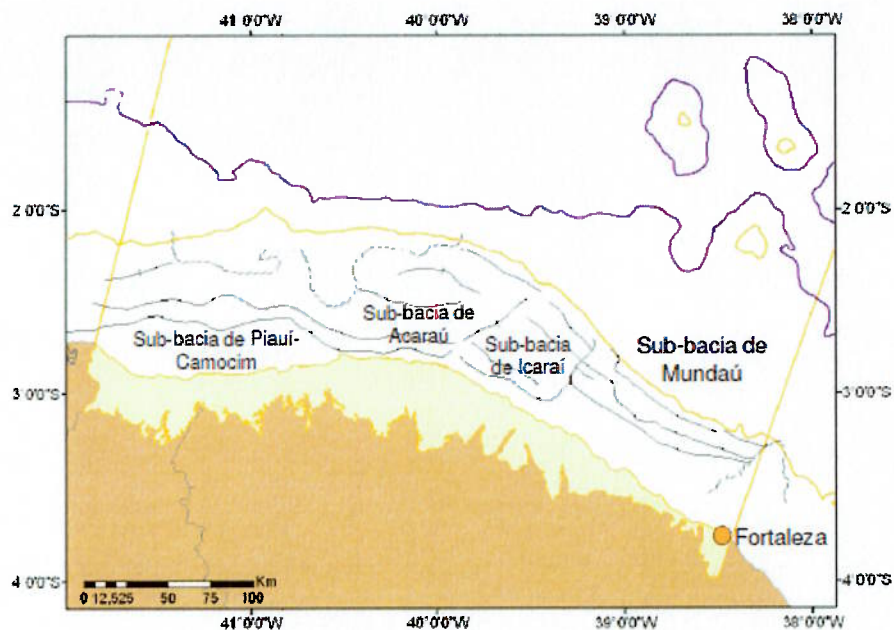 41°0'0"W 40°0'0"W 39°0'0"W 38°0'0"W
2°0'0"S 2°0'0"S
Sub-bacia de Piauí-
Camocim
Sub-bacia de
Acaraú
Sub-bacia
de Icaraí
Sub-bacia de
Mundaú
3°0'0"S 3°0'0"S
Fortaleza
4°0'0"S 4°0'0"S
Km
0 12,525 50 75 100
41°0'0"W 40°0'0"W 39°0'0"W 38°0'0"W